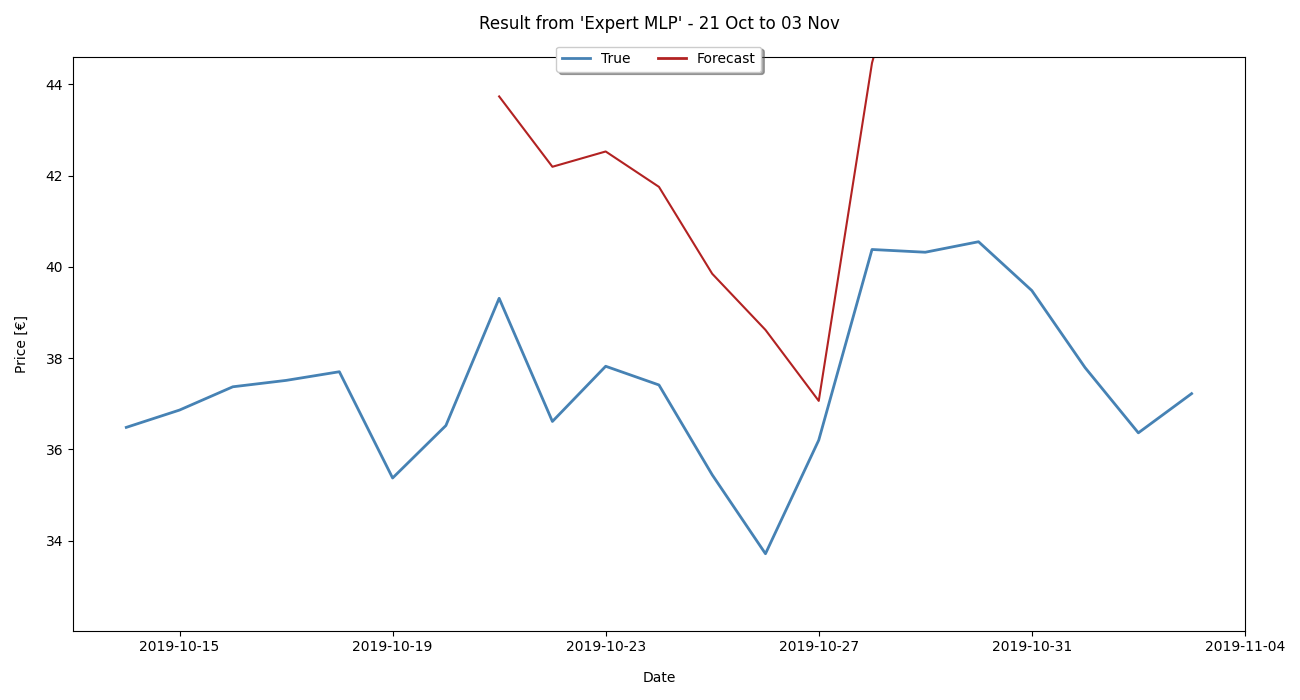 Result from 'Expert MLP' - 21 Oct to 03 Nov
True Forecast
44
42
40
38
36
34
Price [€]
2019-10-15 2019-10-19 2019-10-23 2019-10-27 2019-10-31 2019-11-04
Date